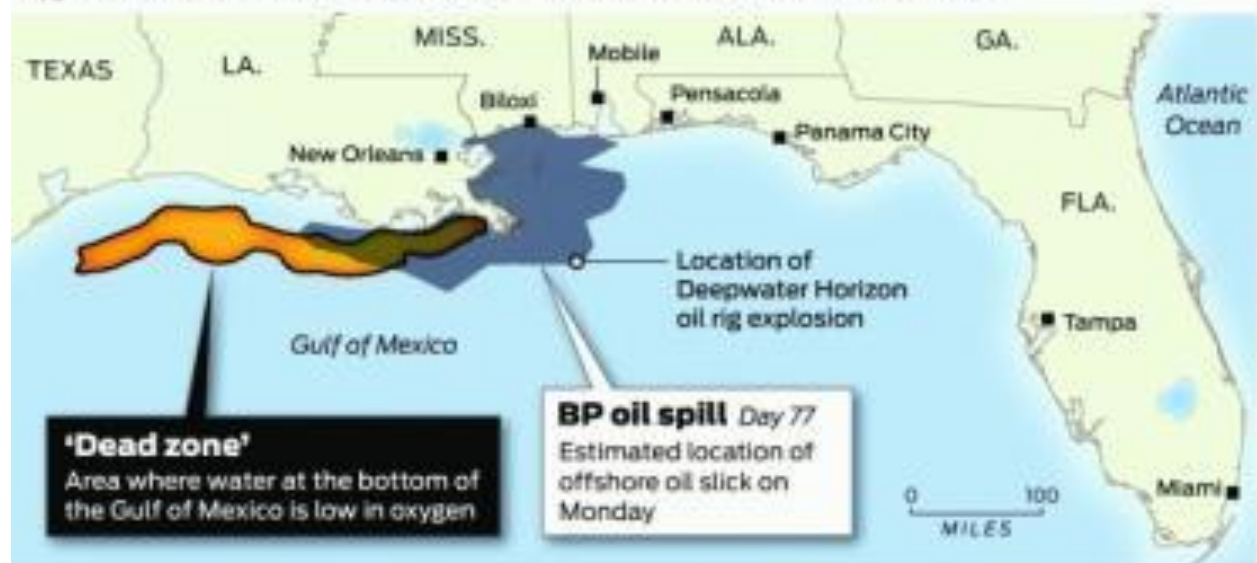 MISS.
ALA.
GA.
TEXAS
LA.
Mobile
Biloxi
Pensacola
Atlantic
Ocean
New Orleans
Panama City
FLA.
Location of
Deepwater Horizon
oil rig explosion
Gulf of Mexico
Tampa
'Dead zone'
Area where water at the bottom of
the Gulf of Mexico is low in oxygen
BP oil spill Day 77
Estimated location of
offshore oil slick on
Monday
0 100
MILES
Miami